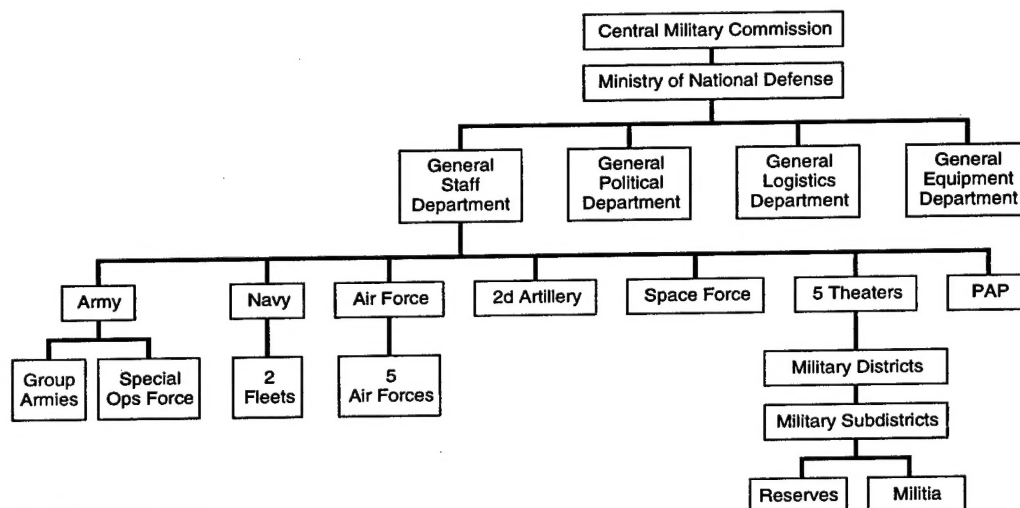 Central Military Commission
Ministry of National Defense
General
Staff
Department
General
Political
Department
General
Logistics
Department
General
Equipment
Department
Army
Navy
Air Force
2d Artillery
Space Force
5 Theaters
PAP
Group
Armies
Special
Ops Force
2
Fleets
5
Air Forces
Military Districts
Military Subdistricts
Reserves
Militia